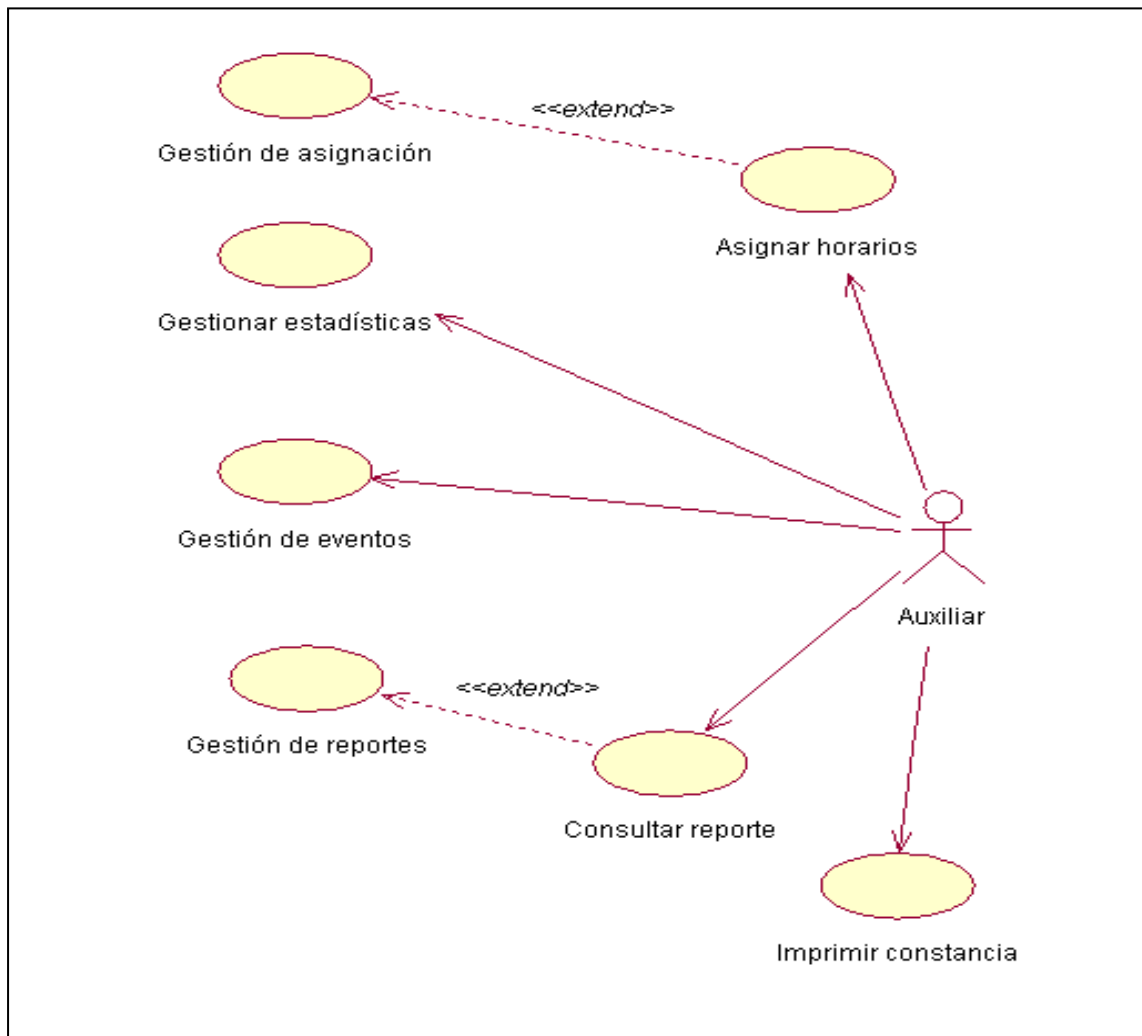 <<extend>>
Gestión de asignación
Asignar horarios
Gestionar estadísticas
Gestión de eventos
Auxiliar
<<extend>>
Gestión de reportes
Consultar reporte
Imprimir constancia